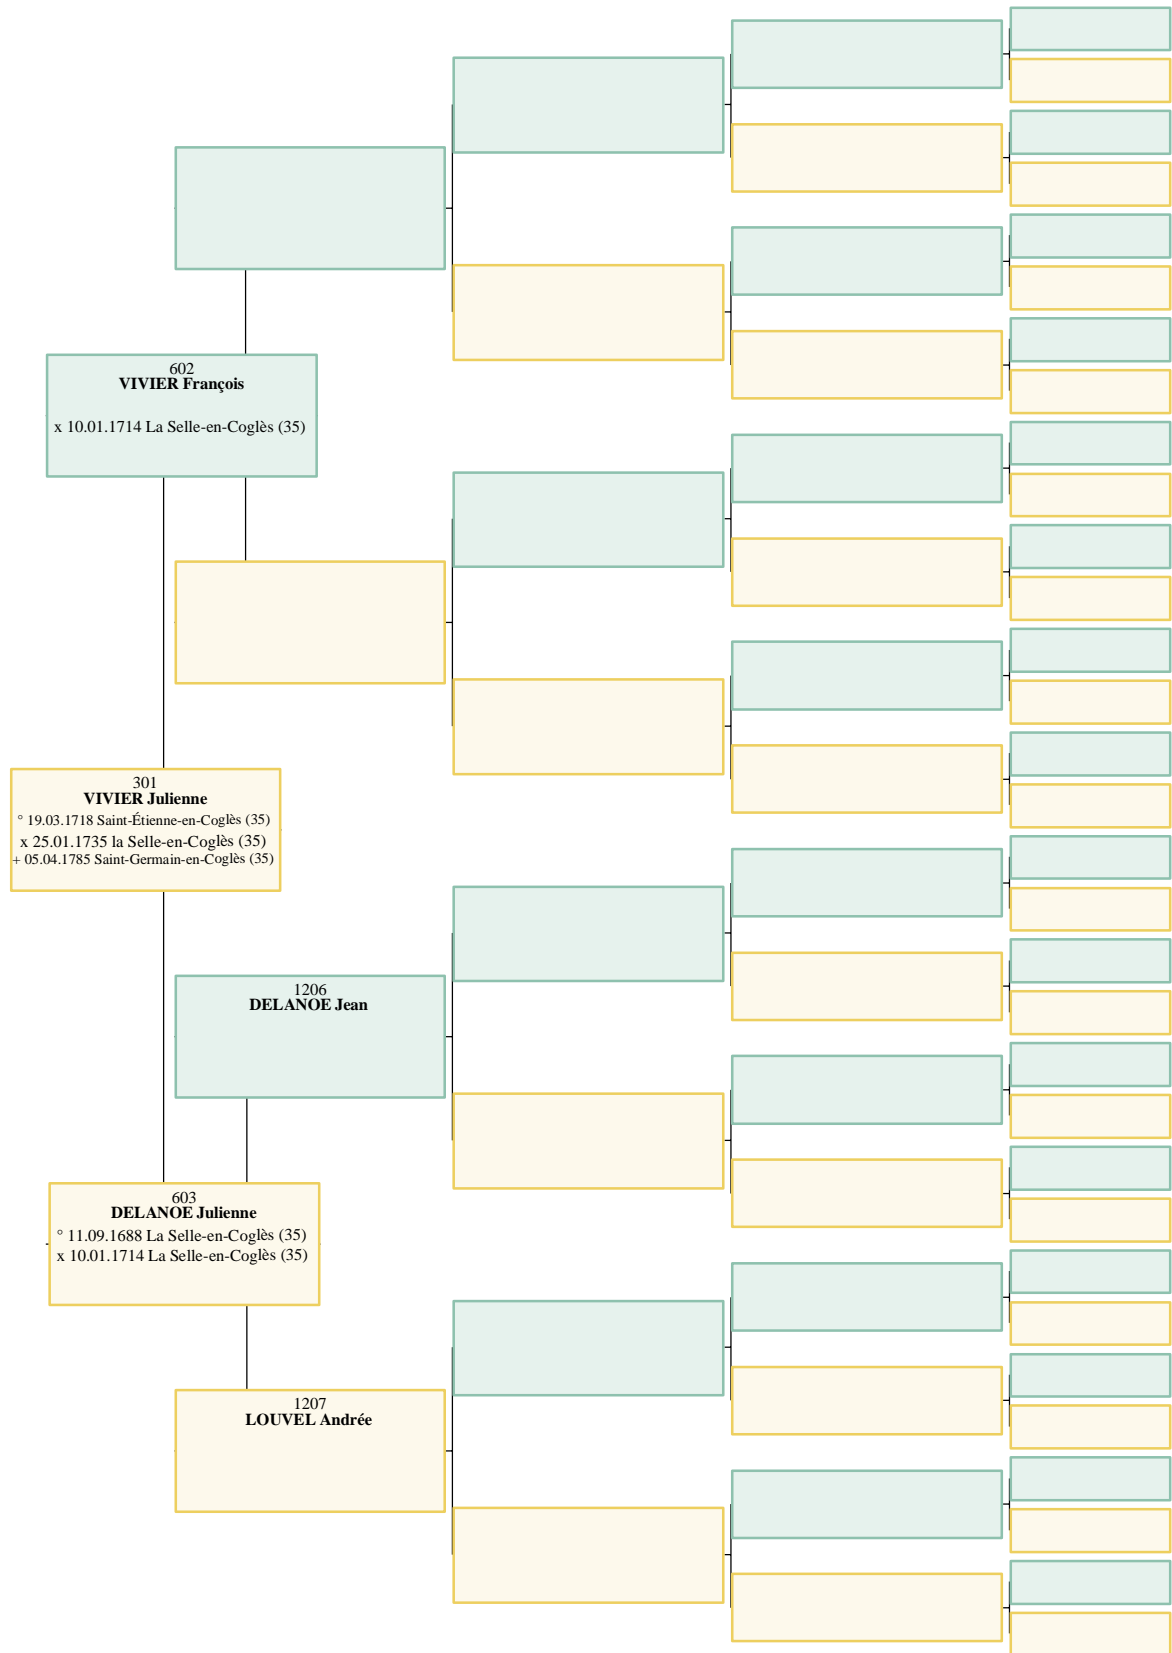 602
VIVIER François
x 10.01.1714 La Selle-en-Coglès (35)
301
VIVIER Julienne
° 19.03.1718 Saint-Étienne-en-Coglès (35)
x 25.01.1735 la Selle-en-Coglès (35)
+ 05.04.1785 Saint-Germain-en-Coglès (35)
1206
DELANOE Jean
603
DELANOE Julienne
° 11.09.1688 La Selle-en-Coglès (35)
x 10.01.1714 La Selle-en-Coglès (35)
1207
LOUVEL Andrée